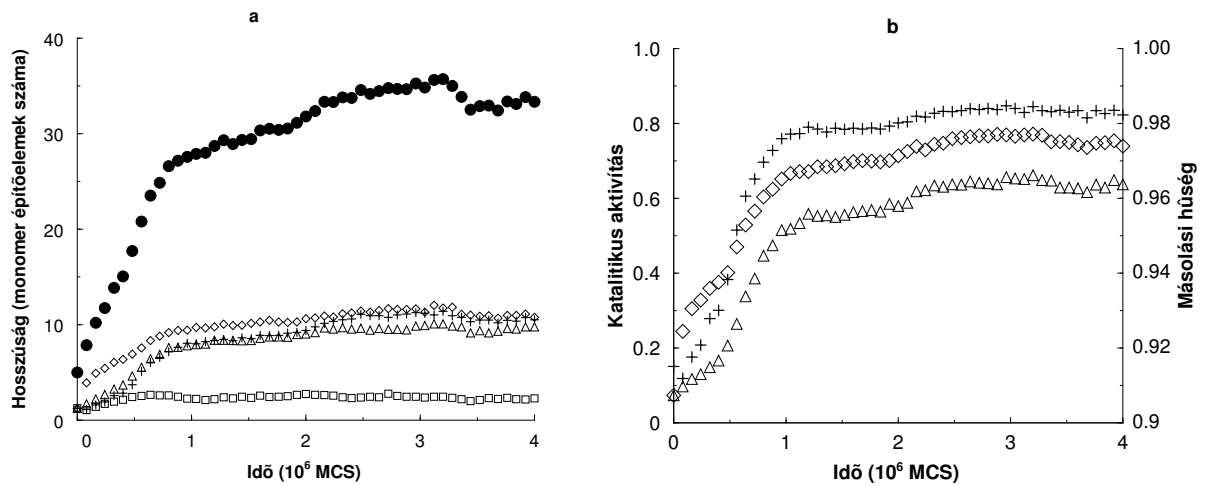 a
Hosszúság (monomer építõelemek száma)
40
30
20
10
0
0 1 2 3 4
Idõ (10⁶ MCS)
b
Katalitikus aktivítás
1.0
0.8
0.6
0.4
0.2
0
Másolási hûség
1.00
0.98
0.96
0.94
0.92
0.9
0 1 2 3 4
Idõ (10⁶ MCS)